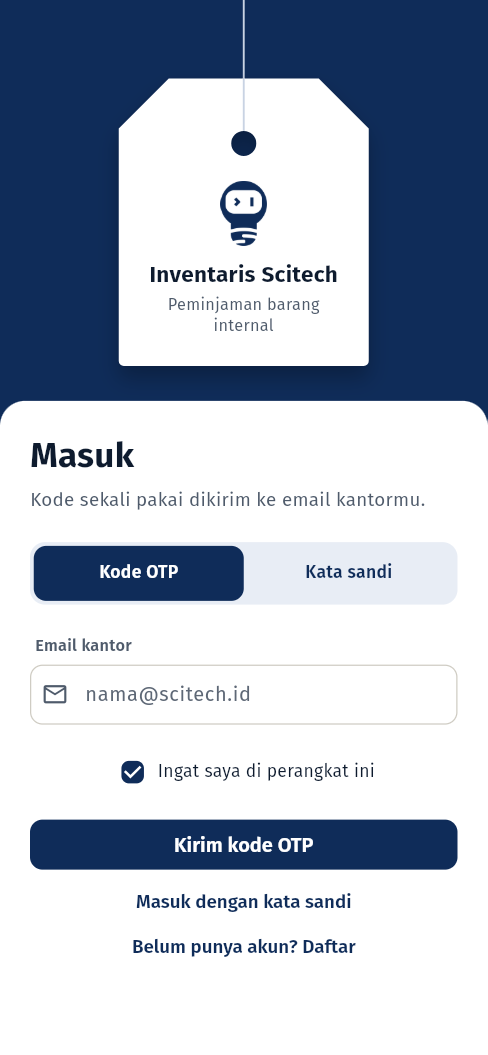 Inventaris Scitech
Peminjaman barang
internal
Masuk
Kode sekali pakai dikirim ke email kantormu.
Kode OTP
Kata sandi
Email kantor
nama@scitech.id
Ingat saya di perangkat ini
Kirim kode OTP
Masuk dengan kata sandi
Belum punya akun? Daftar